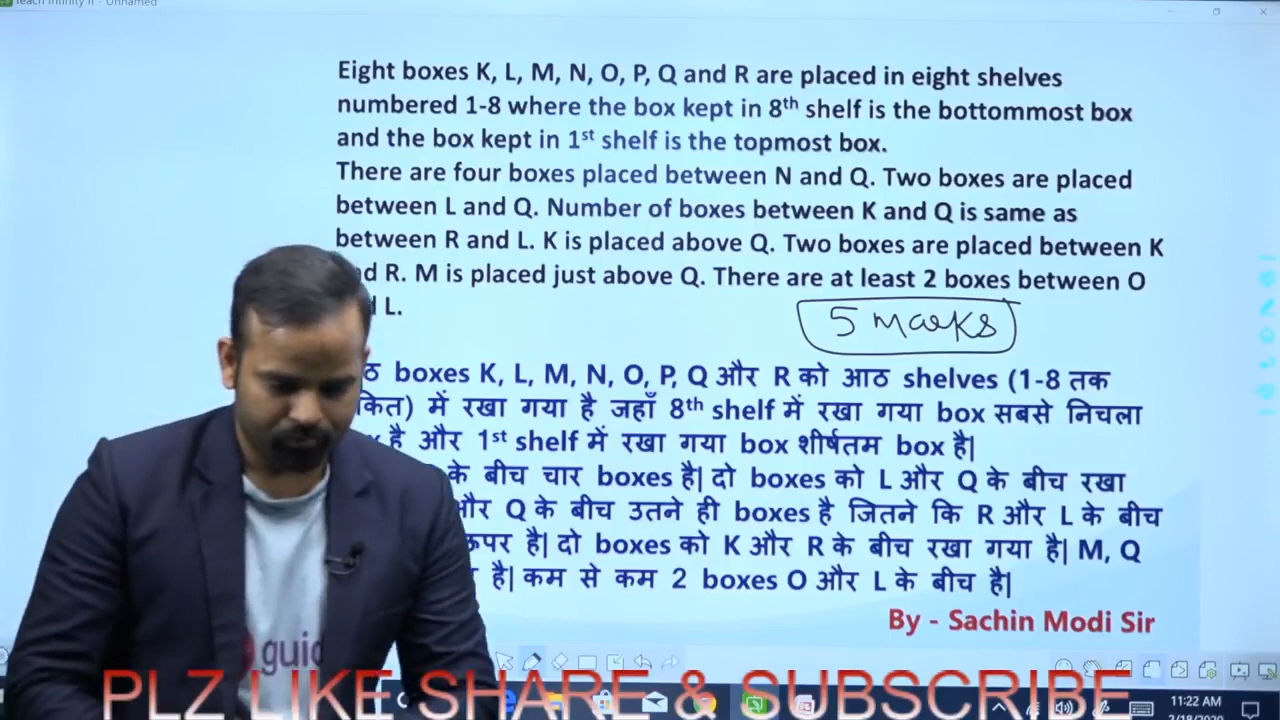 Teach Infinity II - Unnamed
Eight boxes K, L, M, N, O, P, Q and R are placed in eight shelves
numbered 1-8 where the box kept in 8th shelf is the bottommost box
and the box kept in 1st shelf is the topmost box.
There are four boxes placed between N and Q. Two boxes are placed
between L and Q. Number of boxes between K and Q is same as
between R and L. K is placed above Q. Two boxes are placed between K
R. M is placed just above Q. There are at least 2 boxes between O
L.
5 marks
boxes K, L, M, N, O, P, Q और R को आठ shelves (1-8 तक
में रखा गया है जहाँ 8th shelf में रखा गया box सबसे निचला
है और 1st shelf में रखा गया box शीर्षतम box है|
के बीच चार boxes है| दो boxes को L और Q के बीच रखा
और Q के बीच उतने ही boxes है जितने कि R और L के बीच
है| दो boxes को K और R के बीच रखा गया है| M, Q
है| कम से कम 2 boxes O और L के बीच है|
By - Sachin Modi Sir
guid
PLZ LIKE SHARE & SUBSCRIBE
11:22 AM